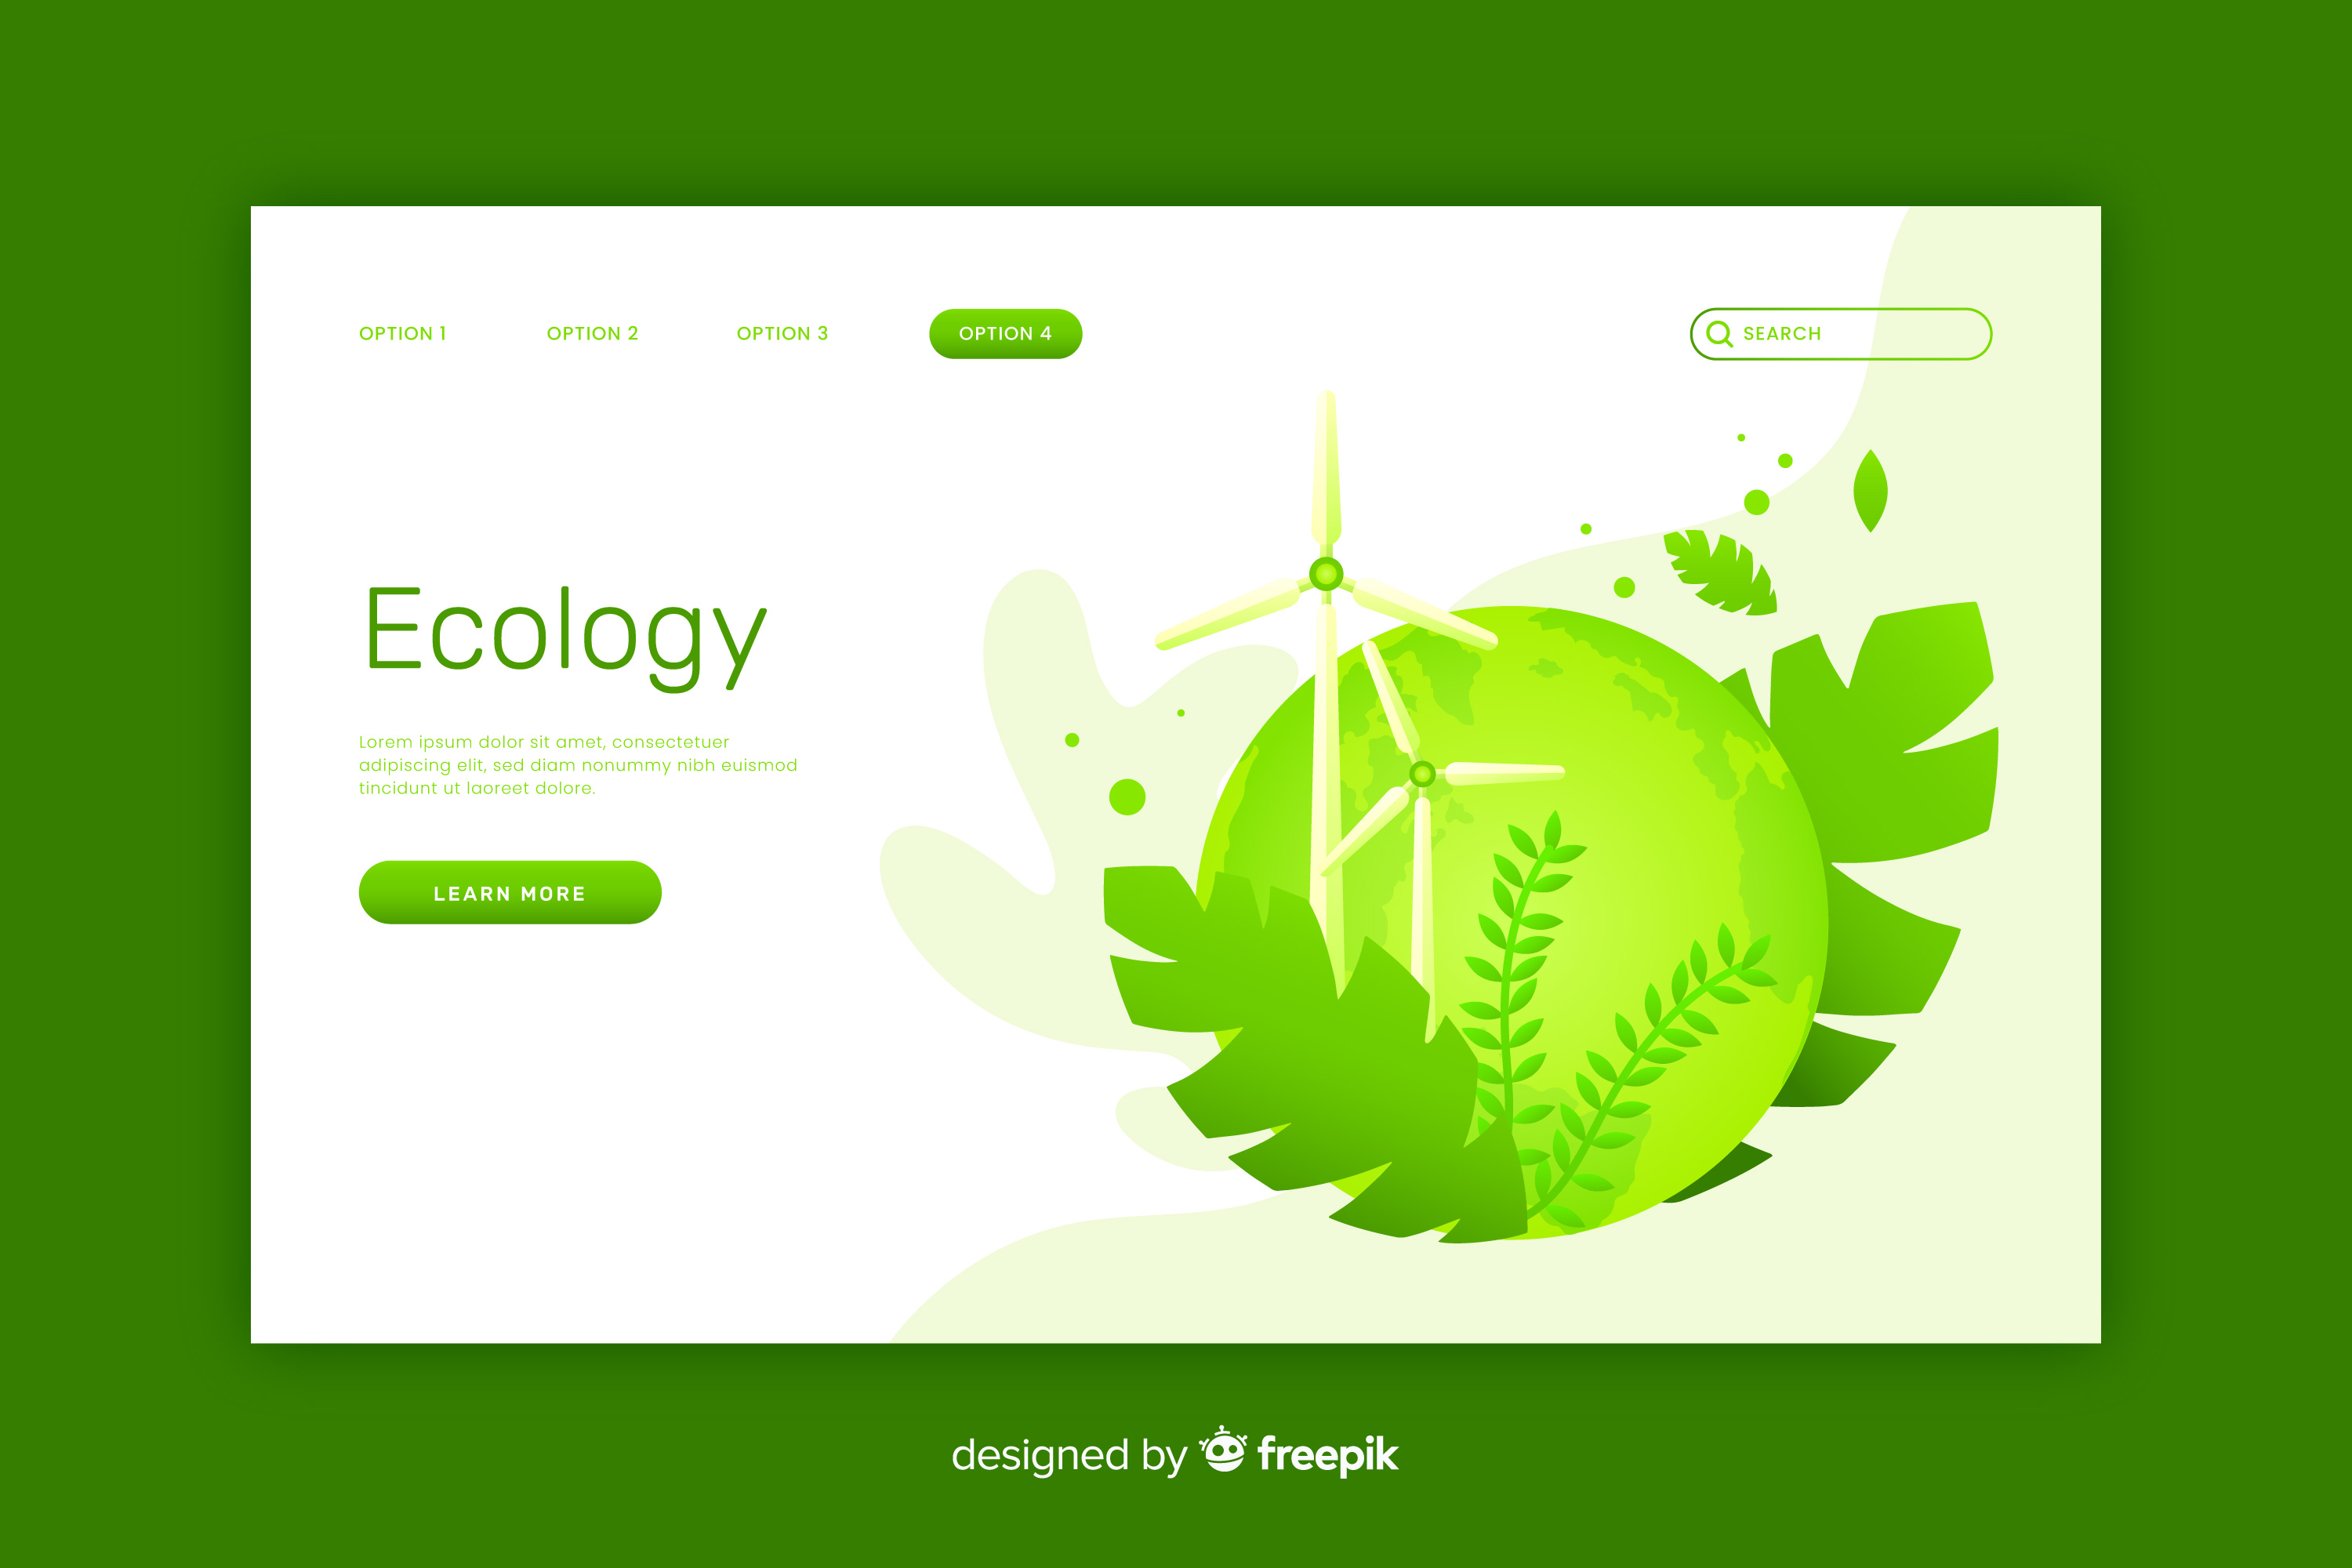 OPTION 1 OPTION 2 OPTION 3 OPTION 4 SEARCH
Ecology
Lorem ipsum dolor sit amet, consectetuer
adipiscing elit, sed diam nonummy nibh euismod
tincidunt ut laoreet dolore.
LEARN MORE
designed by freepik